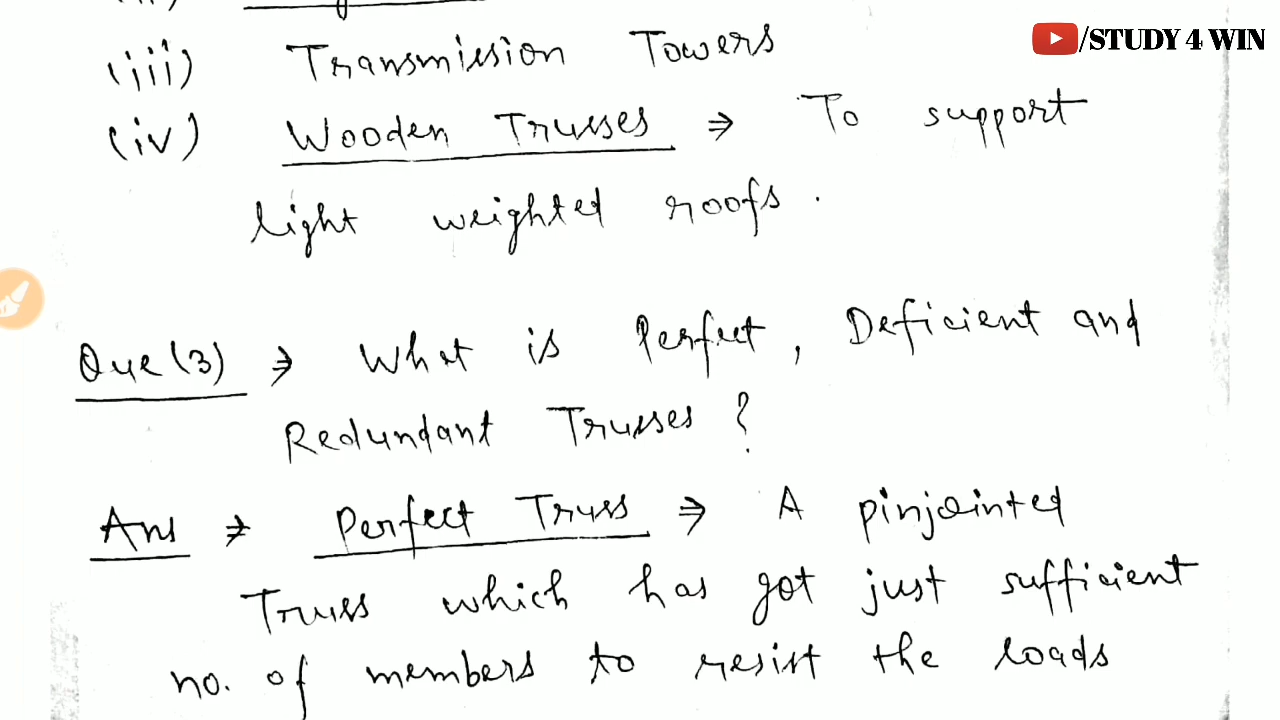 /STUDY 4 WIN
(iii) Transmission Towers
(iv) Wooden Trusses ⇒ To support
light weighted roofs.
Que(3) ⇒ What is Perfect, Deficient and
Redundant Trusses?
Ans ⇒ Perfect Truss ⇒ A pinjointed
Truss which has got just sufficient
no. of members to resist the loads